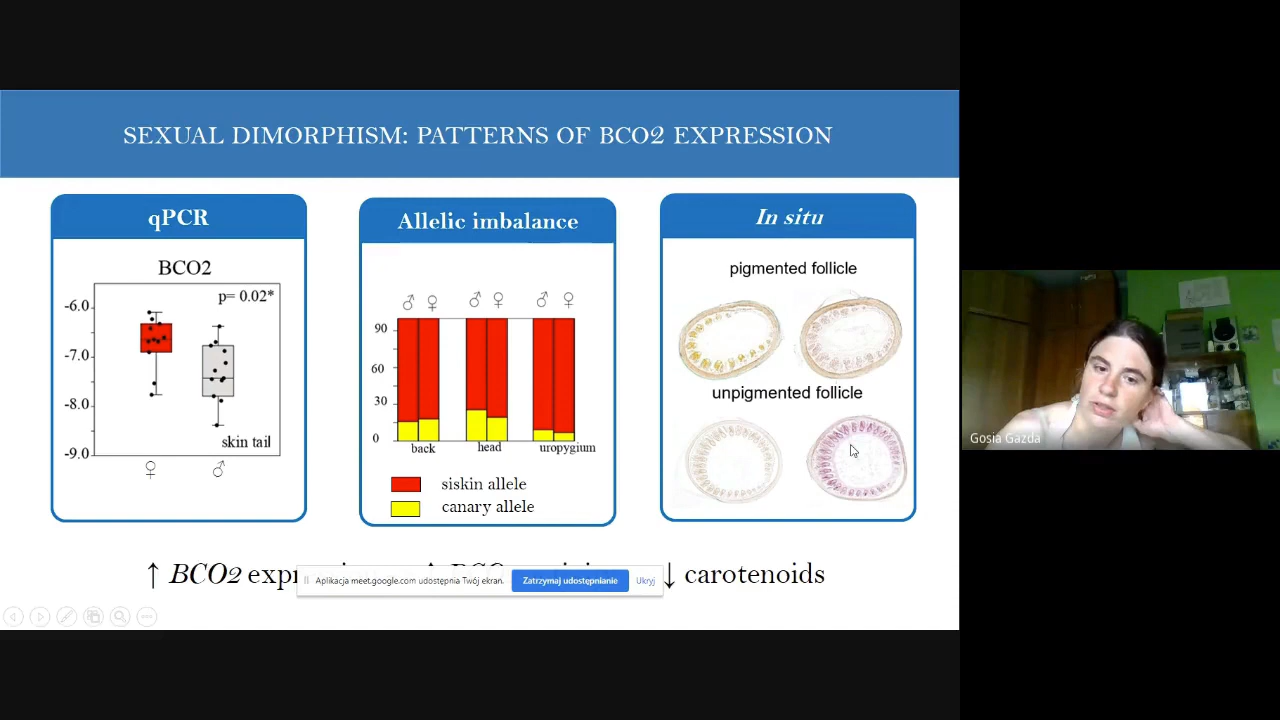 SEXUAL DIMORPHISM: PATTERNS OF BCO2 EXPRESSION
qPCR
BCO2
p= 0.02*
-6.0
-7.0
-8.0
-9.0
skin tail
♀ ♂
Allelic imbalance
♂ ♀ ♂ ♀ ♂ ♀
90
60
30
0
back head uropygium
siskin allele
canary allele
In situ
pigmented follicle
unpigmented follicle
↑ BCO2 ↓ carotenoids
Aplikacja meet.google.com udostępnia Twój ekran.
Zatrzymaj udostępnianie
Ukryj
Gosia Gazda